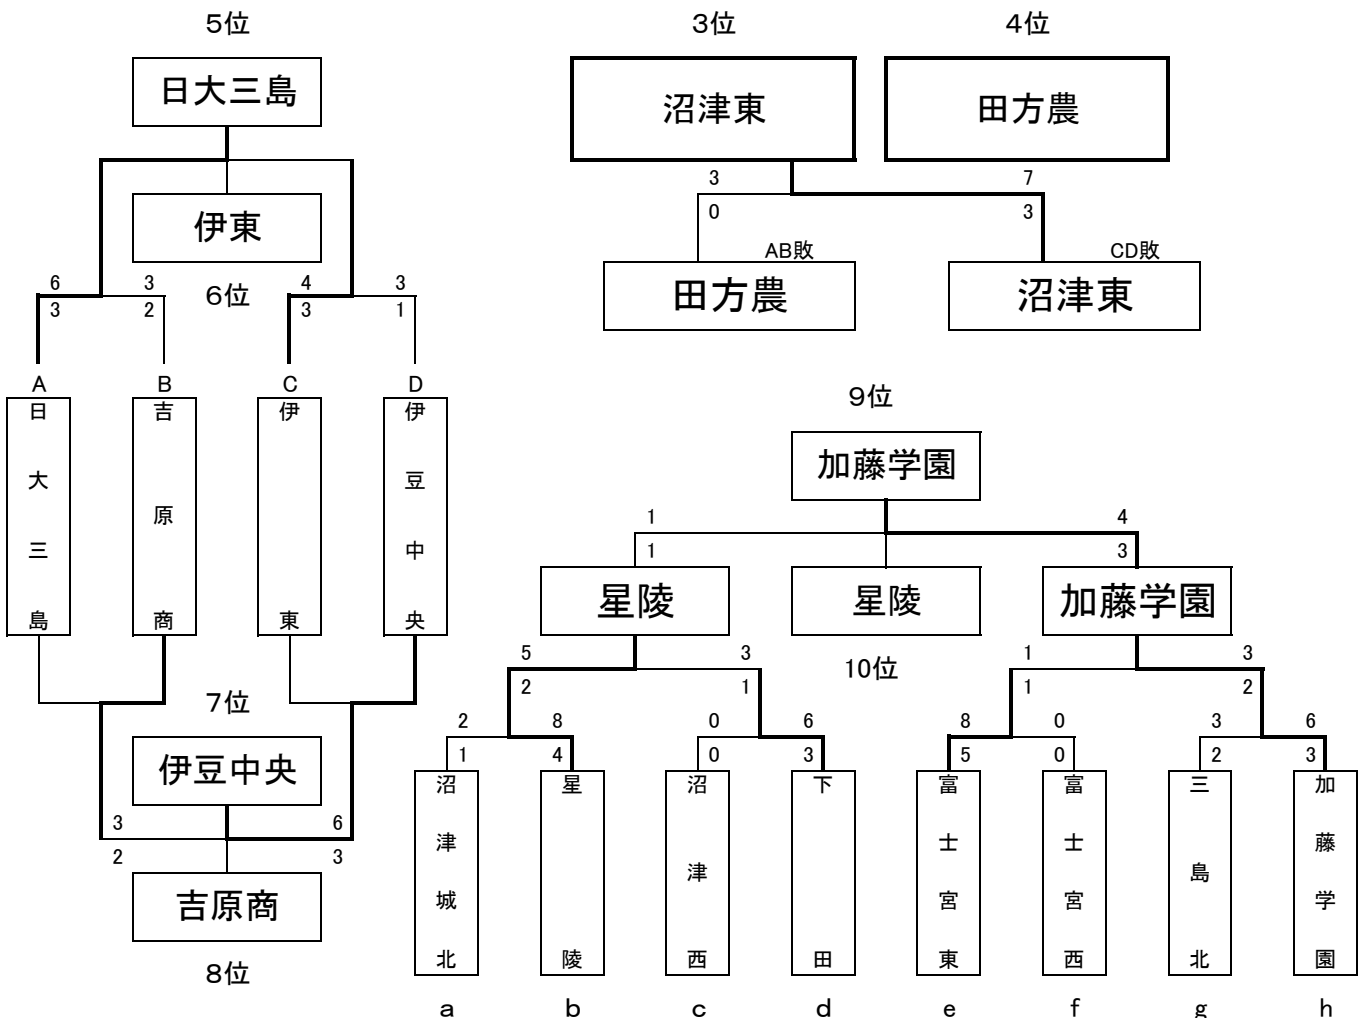 5位
3位
4位
日大三島
沼津東
田方農
伊東
6位
3 7
0 3
AB敗
CD敗
田方農
沼津東
6 3 4 3
3 2 3 1
A B C D
日大三島
吉原商
伊東
伊豆中央
7位
伊豆中央
3 6
2 3
吉原商
8位
9位
加藤学園
1 4
1 3
星陵
星陵
加藤学園
10位
5 3 1 3
2 1 1 2
2 8 0 6 8 0 3 6
1 4 0 3 5 0 2 3
沼津城北
星陵
沼津西
下田
富士宮東
富士宮西
三島北
加藤学園
a b c d e f g h